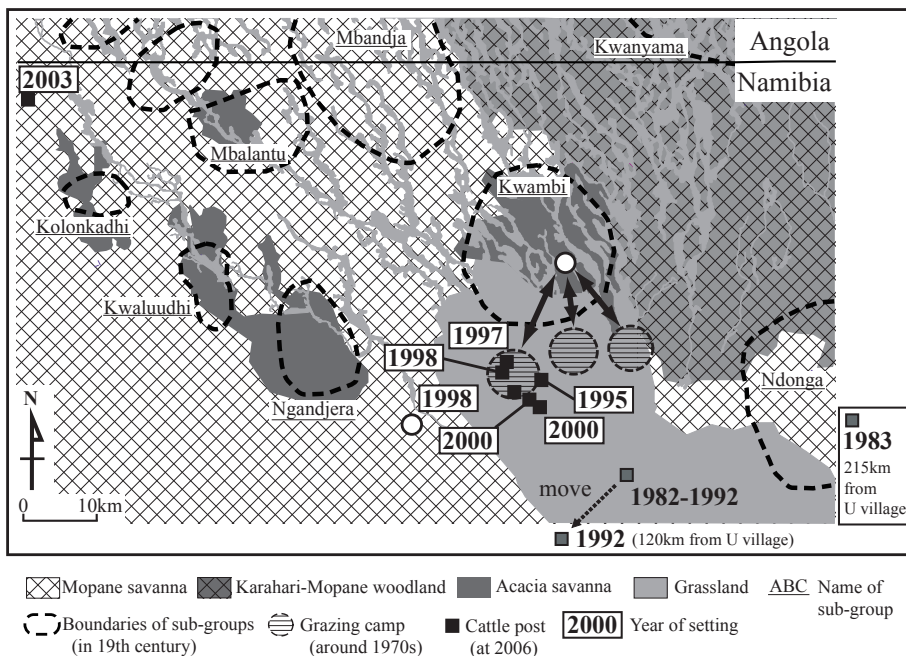 Mbandja
Kwanyama
Angola
Namibia
2003
Mbalantu
Kwambi
Kolonkadhi
Kwaluudhi
1997
1998
Ngandjera
1998
1995
Ndonga
2000
2000
N
0 10km
1983
215km
from
U village
move
1982-1992
1992 (120km from U village)
Mopane savanna
Karahari-Mopane woodland
Acacia savanna
Grassland
ABC Name of
sub-group
Boundaries of sub-groups
(in 19th century)
Grazing camp
(around 1970s)
Cattle post
(at 2006)
2000 Year of setting